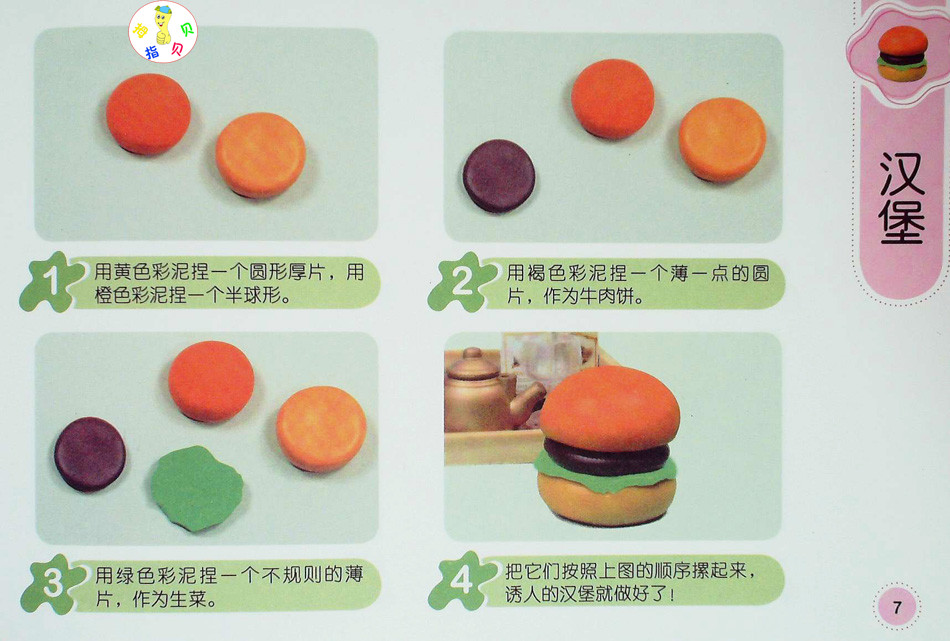 指贝贝
汉堡
1
用黄色彩泥捏一个圆形厚片，用
橙色彩泥捏一个半球形。
2
用褐色彩泥捏一个薄一点的圆
片，作为牛肉饼。
3
用绿色彩泥捏一个不规则的薄
片，作为生菜。
4
把它们按照上图的顺序摞起来，
诱人的汉堡就做好了！
7